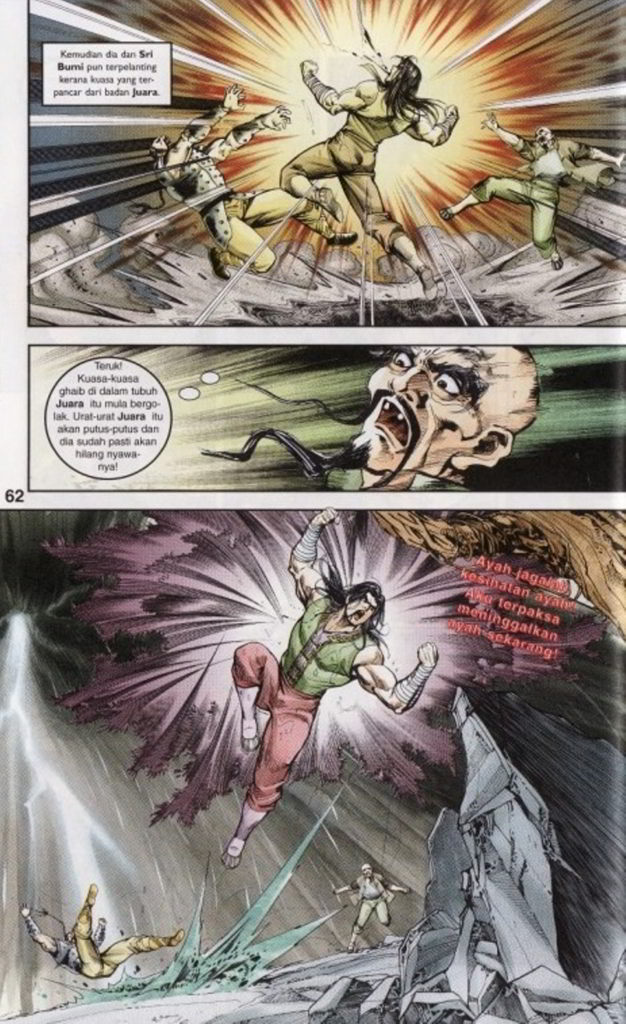 Kemudian dia dan Sri
Bumi pun terpelanting
kerana kuasa yang ter-
pancar dari badan Juara.
Teruk!
Kuasa-kuasa
ghaib di dalam tubuh
Juara itu mula bergo-
lak. Urat-urat Juara itu
akan putus-putus dan
dia sudah pasti akan
hilang nyawa-
nya!
62
Ayah jagalah
kesihatan ayah!
Aku terpaksa
meninggalkan
ayah sekarang!